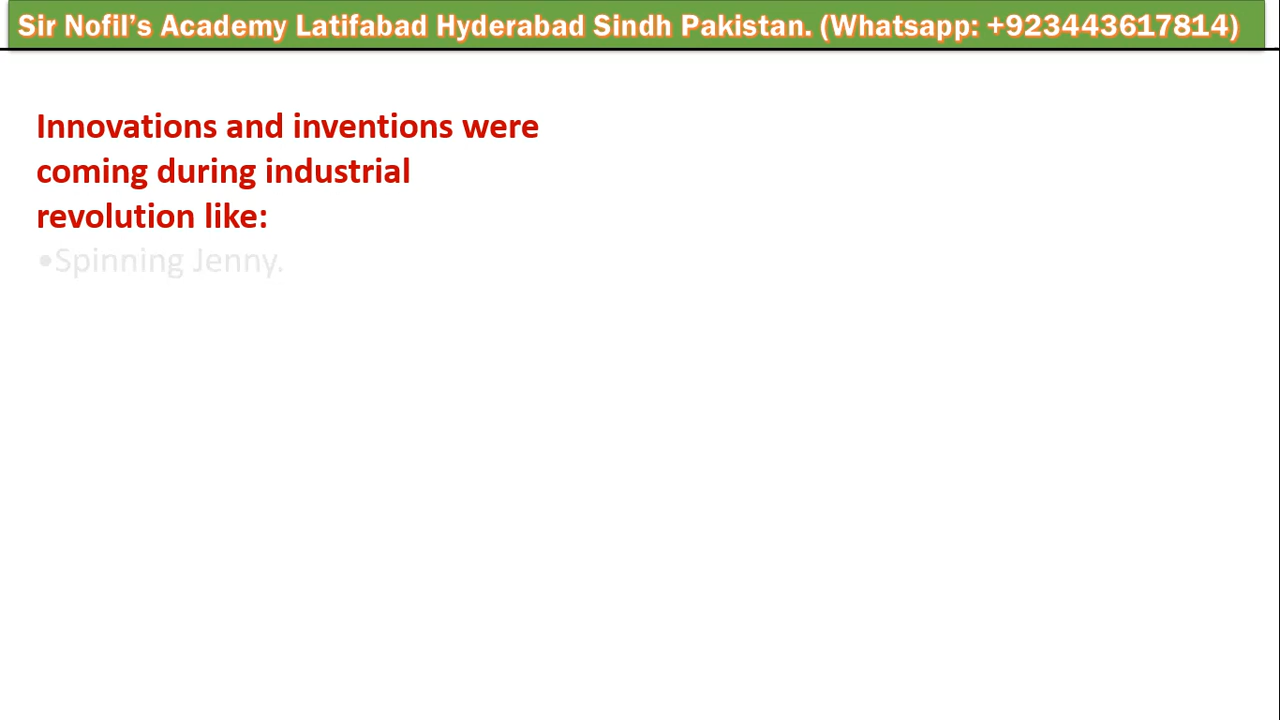 Sir Nofil’s Academy Latifabad Hyderabad Sindh Pakistan. (Whatsapp: +923443617814)
Innovations and inventions were
coming during industrial
revolution like:
•Spinning Jenny.